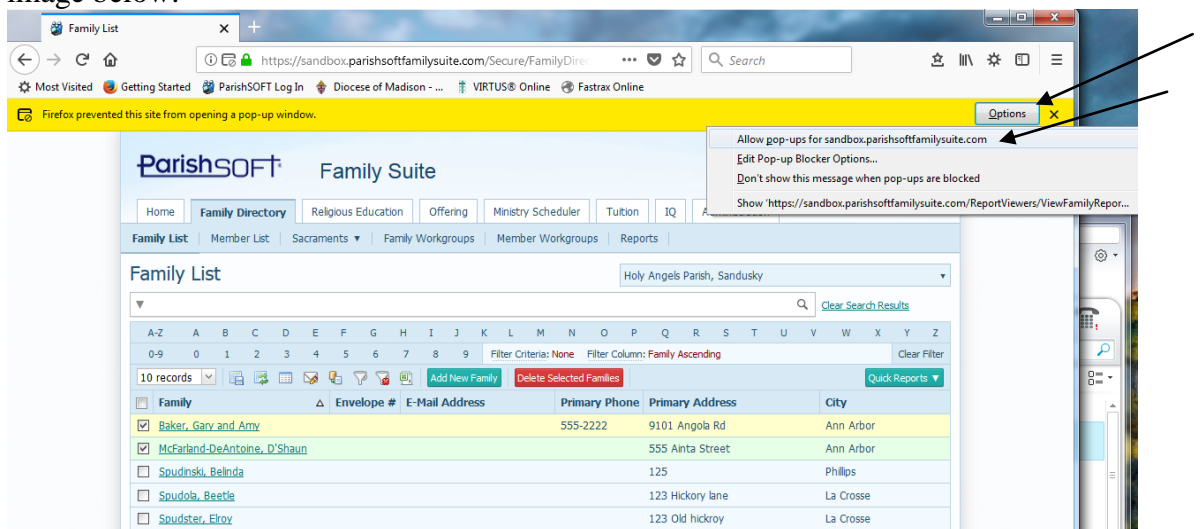 Family List
https://sandbox.parishsoftfamilysuite.com/Secure/FamilyDirec
Search
Most Visited Getting Started ParishSOFT Log In Diocese of Madison - ... VIRTUS® Online Fastrax Online
Firefox prevented this site from opening a pop-up window. Options
Allow pop-ups for sandbox.parishsoftfamilysuite.com
Edit Pop-up Blocker Options...
Don't show this message when pop-ups are blocked
Show 'https://sandbox.parishsoftfamilysuite.com/ReportViewers/ViewFamilyRepor...
ParishSOFT Family Suite
Home Family Directory Religious Education Offering Ministry Scheduler Tuition IQ
Family List Member List Sacraments ▼ Family Workgroups Member Workgroups Reports
Family List Holy Angels Parish, Sandusky
Clear Search Results
A-Z A B C D E F G H I J K L M N O P Q R S T U V W X Y Z
0-9 0 1 2 3 4 5 6 7 8 9 Filter Criteria: None Filter Column: Family Ascending Clear Filter
10 records Add New Family Delete Selected Families Quick Reports ▼
Family Envelope # E-Mail Address Primary Phone Primary Address City
Baker, Gary and Amy 555-2222 9101 Angola Rd Ann Arbor
McFarland-DeAntoine, D'Shaun 555 Ainta Street Ann Arbor
Spudinski, Belinda 125 Phillips
Spudola, Beetle 123 Hickory lane La Crosse
Spudster, Elroy 123 Old hickroy La Crosse